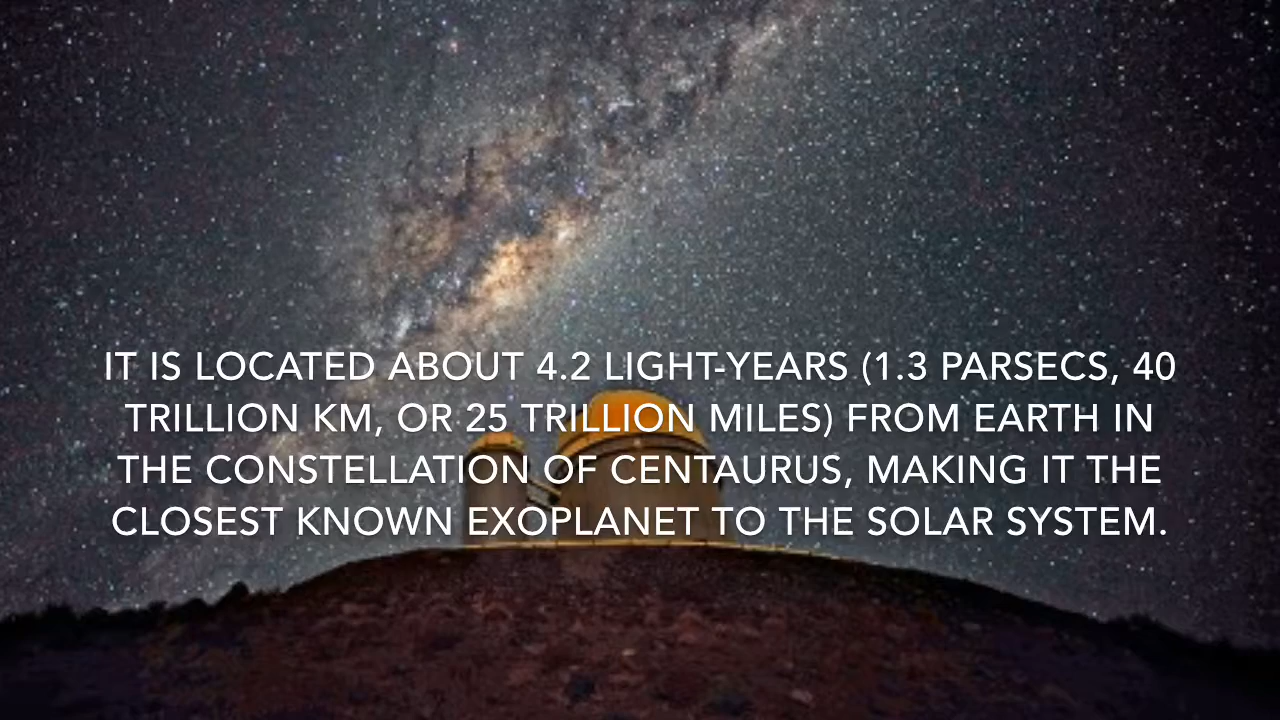 IT IS LOCATED ABOUT 4.2 LIGHT-YEARS (1.3 PARSECS, 40
TRILLION KM, OR 25 TRILLION MILES) FROM EARTH IN
THE CONSTELLATION OF CENTAURUS, MAKING IT THE
CLOSEST KNOWN EXOPLANET TO THE SOLAR SYSTEM.